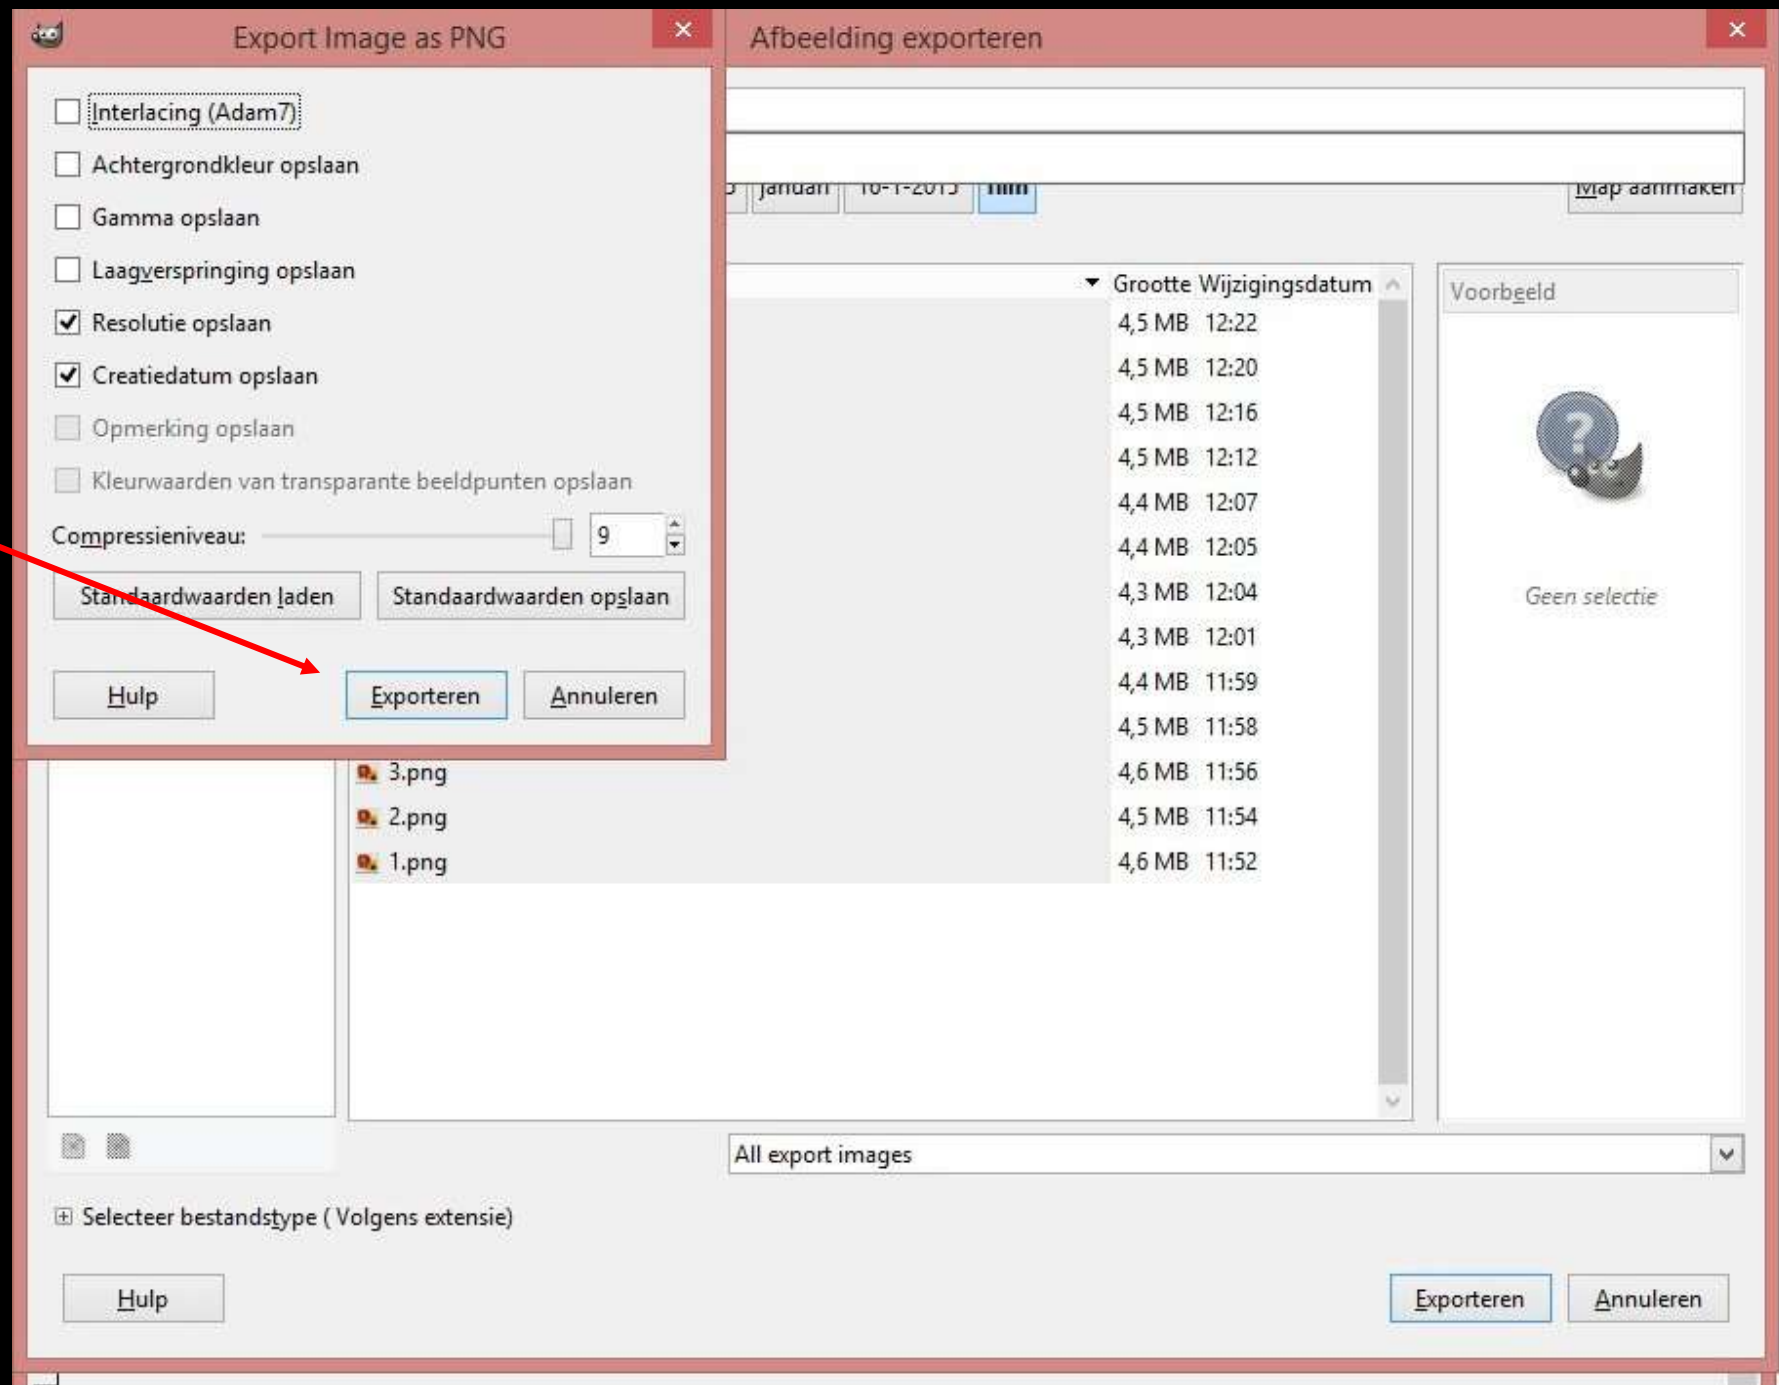 Export Image as PNG
Afbeelding exporteren
Interlacing (Adam7)
Achtergrondkleur opslaan
Gamma opslaan
Laagverspringing opslaan
Resolutie opslaan
Creatiedatum opslaan
Opmerking opslaan
Kleurwaarden van transparante beeldpunten opslaan
Compressieniveau: 9
Standaardwaarden laden Standaardwaarden opslaan
Hulp Exporteren Annuleren
januari 16-1-2015 Map aanmaken
Grootte Wijzigingsdatum
4,5 MB 12:22
4,5 MB 12:20
4,5 MB 12:16
4,5 MB 12:12
4,4 MB 12:07
4,4 MB 12:05
4,3 MB 12:04
4,3 MB 12:01
4,4 MB 11:59
4,5 MB 11:58
3.png 4,6 MB 11:56
2.png 4,5 MB 11:54
1.png 4,6 MB 11:52
Voorbeeld
?
Geen selectie
All export images
Selecteer bestandstype ( Volgens extensie)
Hulp Exporteren Annuleren